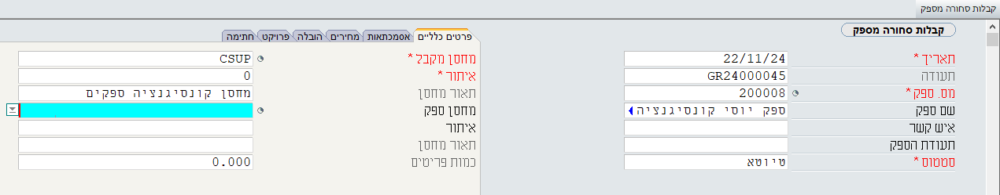 קבלות סחורה מספק
קבלות סחורה מספק
תאריך * 22/11/24
תעודה GR24000045
מס. ספק * 200008
שם ספק ספק יוסי קונסיגנציה
איש קשר
תעודת הספק
סטטוס * טיוטא
פרטים כלליים אסמכתאות מחירים הובלה פרויקט חתימה
מחסן מקבל * CSUP
איתור * 0
תאור מחסן מחסן קונסיגנציה ספקים
מחסן ספק
איתור
תאור מחסן
כמות פריטים 0.000